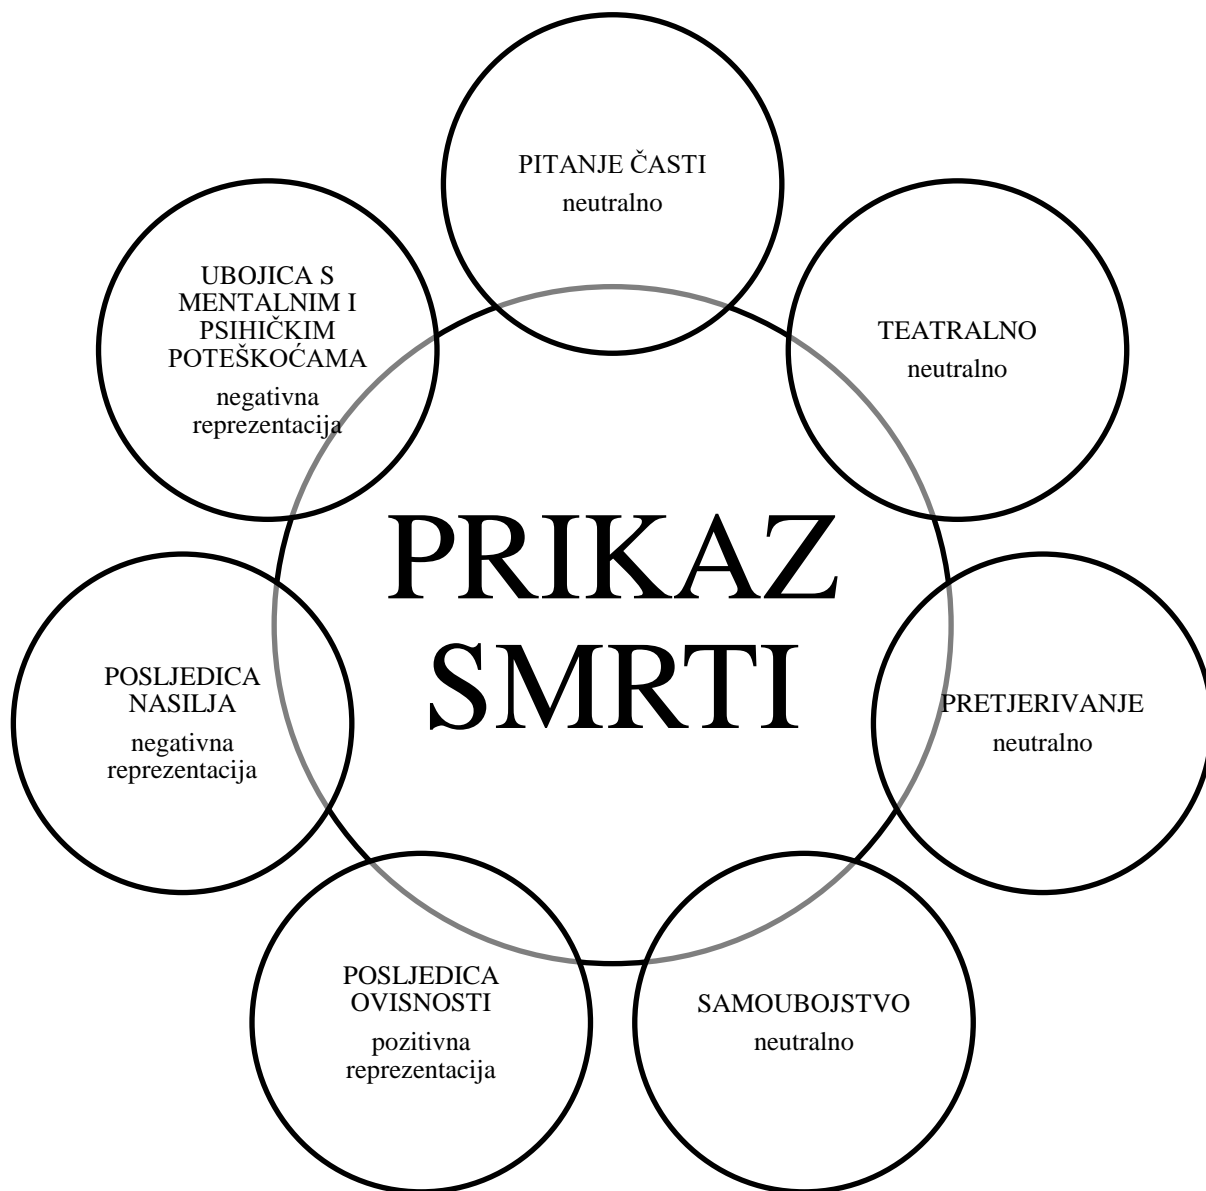 PITANJE ČASTI
neutralno
TEATRALNO
neutralno
PRETJERIVANJE
neutralno
SAMOUBOJSTVO
neutralno
POSLJEDICA
OVISNOSTI
pozitivna
reprezentacija
POSLJEDICA
NASILJA
negativna
reprezentacija
UBOJICA S
MENTALNIM I
PSIHIČKIM
POTEŠKOĆAMA
negativna
reprezentacija
PRIKAZ
SMRTI